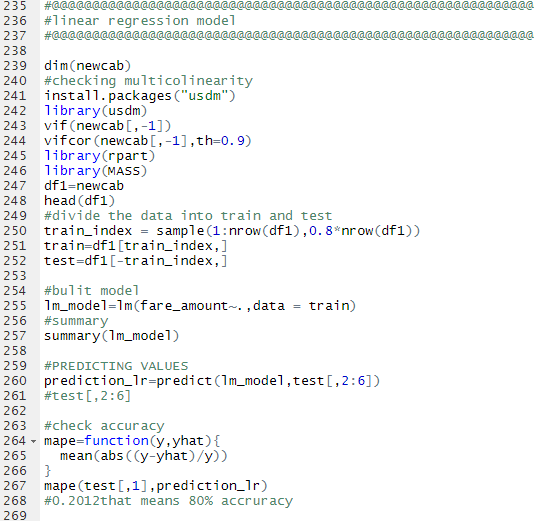 235 #@@@@@@@@@@@@@@@@@@@@@@@@@@@@@@@@@@@@@@@@@@@@@@@@@@@@@@@@@@@@
236 #linear regression model
237 #@@@@@@@@@@@@@@@@@@@@@@@@@@@@@@@@@@@@@@@@@@@@@@@@@@@@@@@@@@@@
238
239 dim(newcab)
240 #checking multicolinearity
241 install.packages("usdm")
242 library(usdm)
243 vif(newcab[,-1])
244 vifcor(newcab[,-1],th=0.9)
245 library(rpart)
246 library(MASS)
247 df1=newcab
248 head(df1)
249 #divide the data into train and test
250 train_index = sample(1:nrow(df1),0.8*nrow(df1))
251 train=df1[train_index,]
252 test=df1[-train_index,]
253
254 #bulit model
255 lm_model=lm(fare_amount~.,data = train)
256 #summary
257 summary(lm_model)
258
259 #PREDICTING VALUES
260 prediction_lr=predict(lm_model,test[,2:6])
261 #test[,2:6]
262
263 #check accuracy
264 mape=function(y,yhat){
265   mean(abs((y-yhat)/y))
266 }
267 mape(test[,1],prediction_lr)
268 #0.2012that means 80% accruracy
269